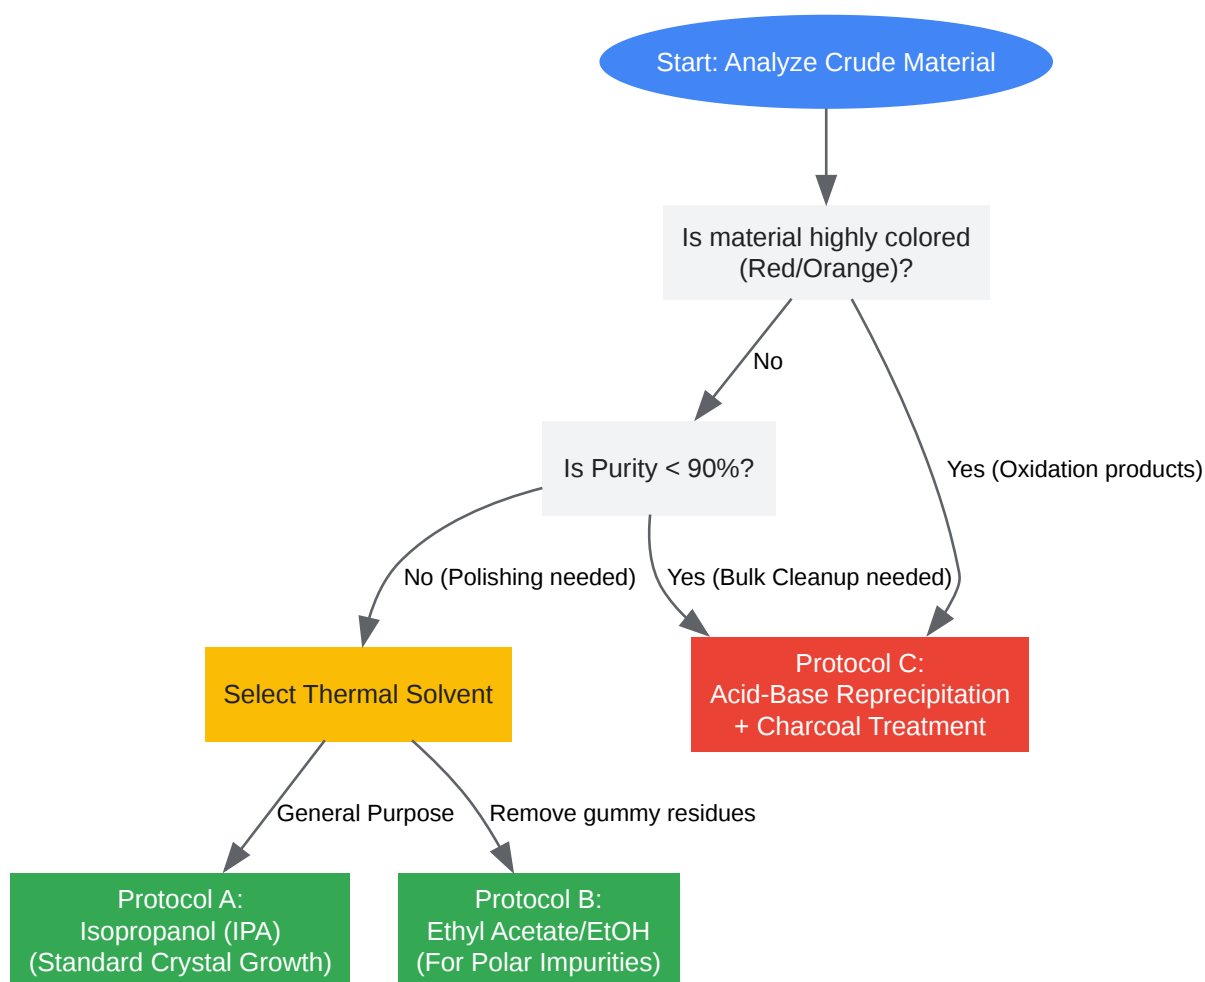 Start: Analyze Crude Material
Is material highly colored
(Red/Orange)?
No
Is Purity < 90%?
Yes (Oxidation products)
No (Polishing needed)
Yes (Bulk Cleanup needed)
Select Thermal Solvent
Protocol C:
Acid-Base Reprecipitation
+ Charcoal Treatment
General Purpose
Remove gummy residues
Protocol A:
Isopropanol (IPA)
(Standard Crystal Growth)
Protocol B:
Ethyl Acetate/EtOH
(For Polar Impurities)